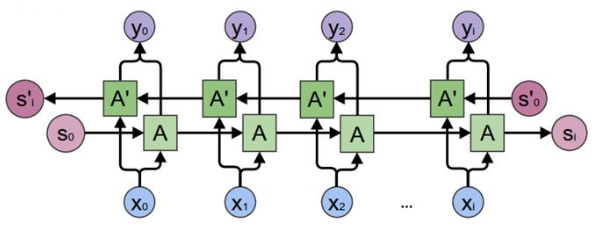 y₀ y₁ y₂ yᵢ
s'ᵢ A' A' A' A' s'₀
s₀ A A A A sᵢ
x₀ x₁ x₂ ... xᵢ